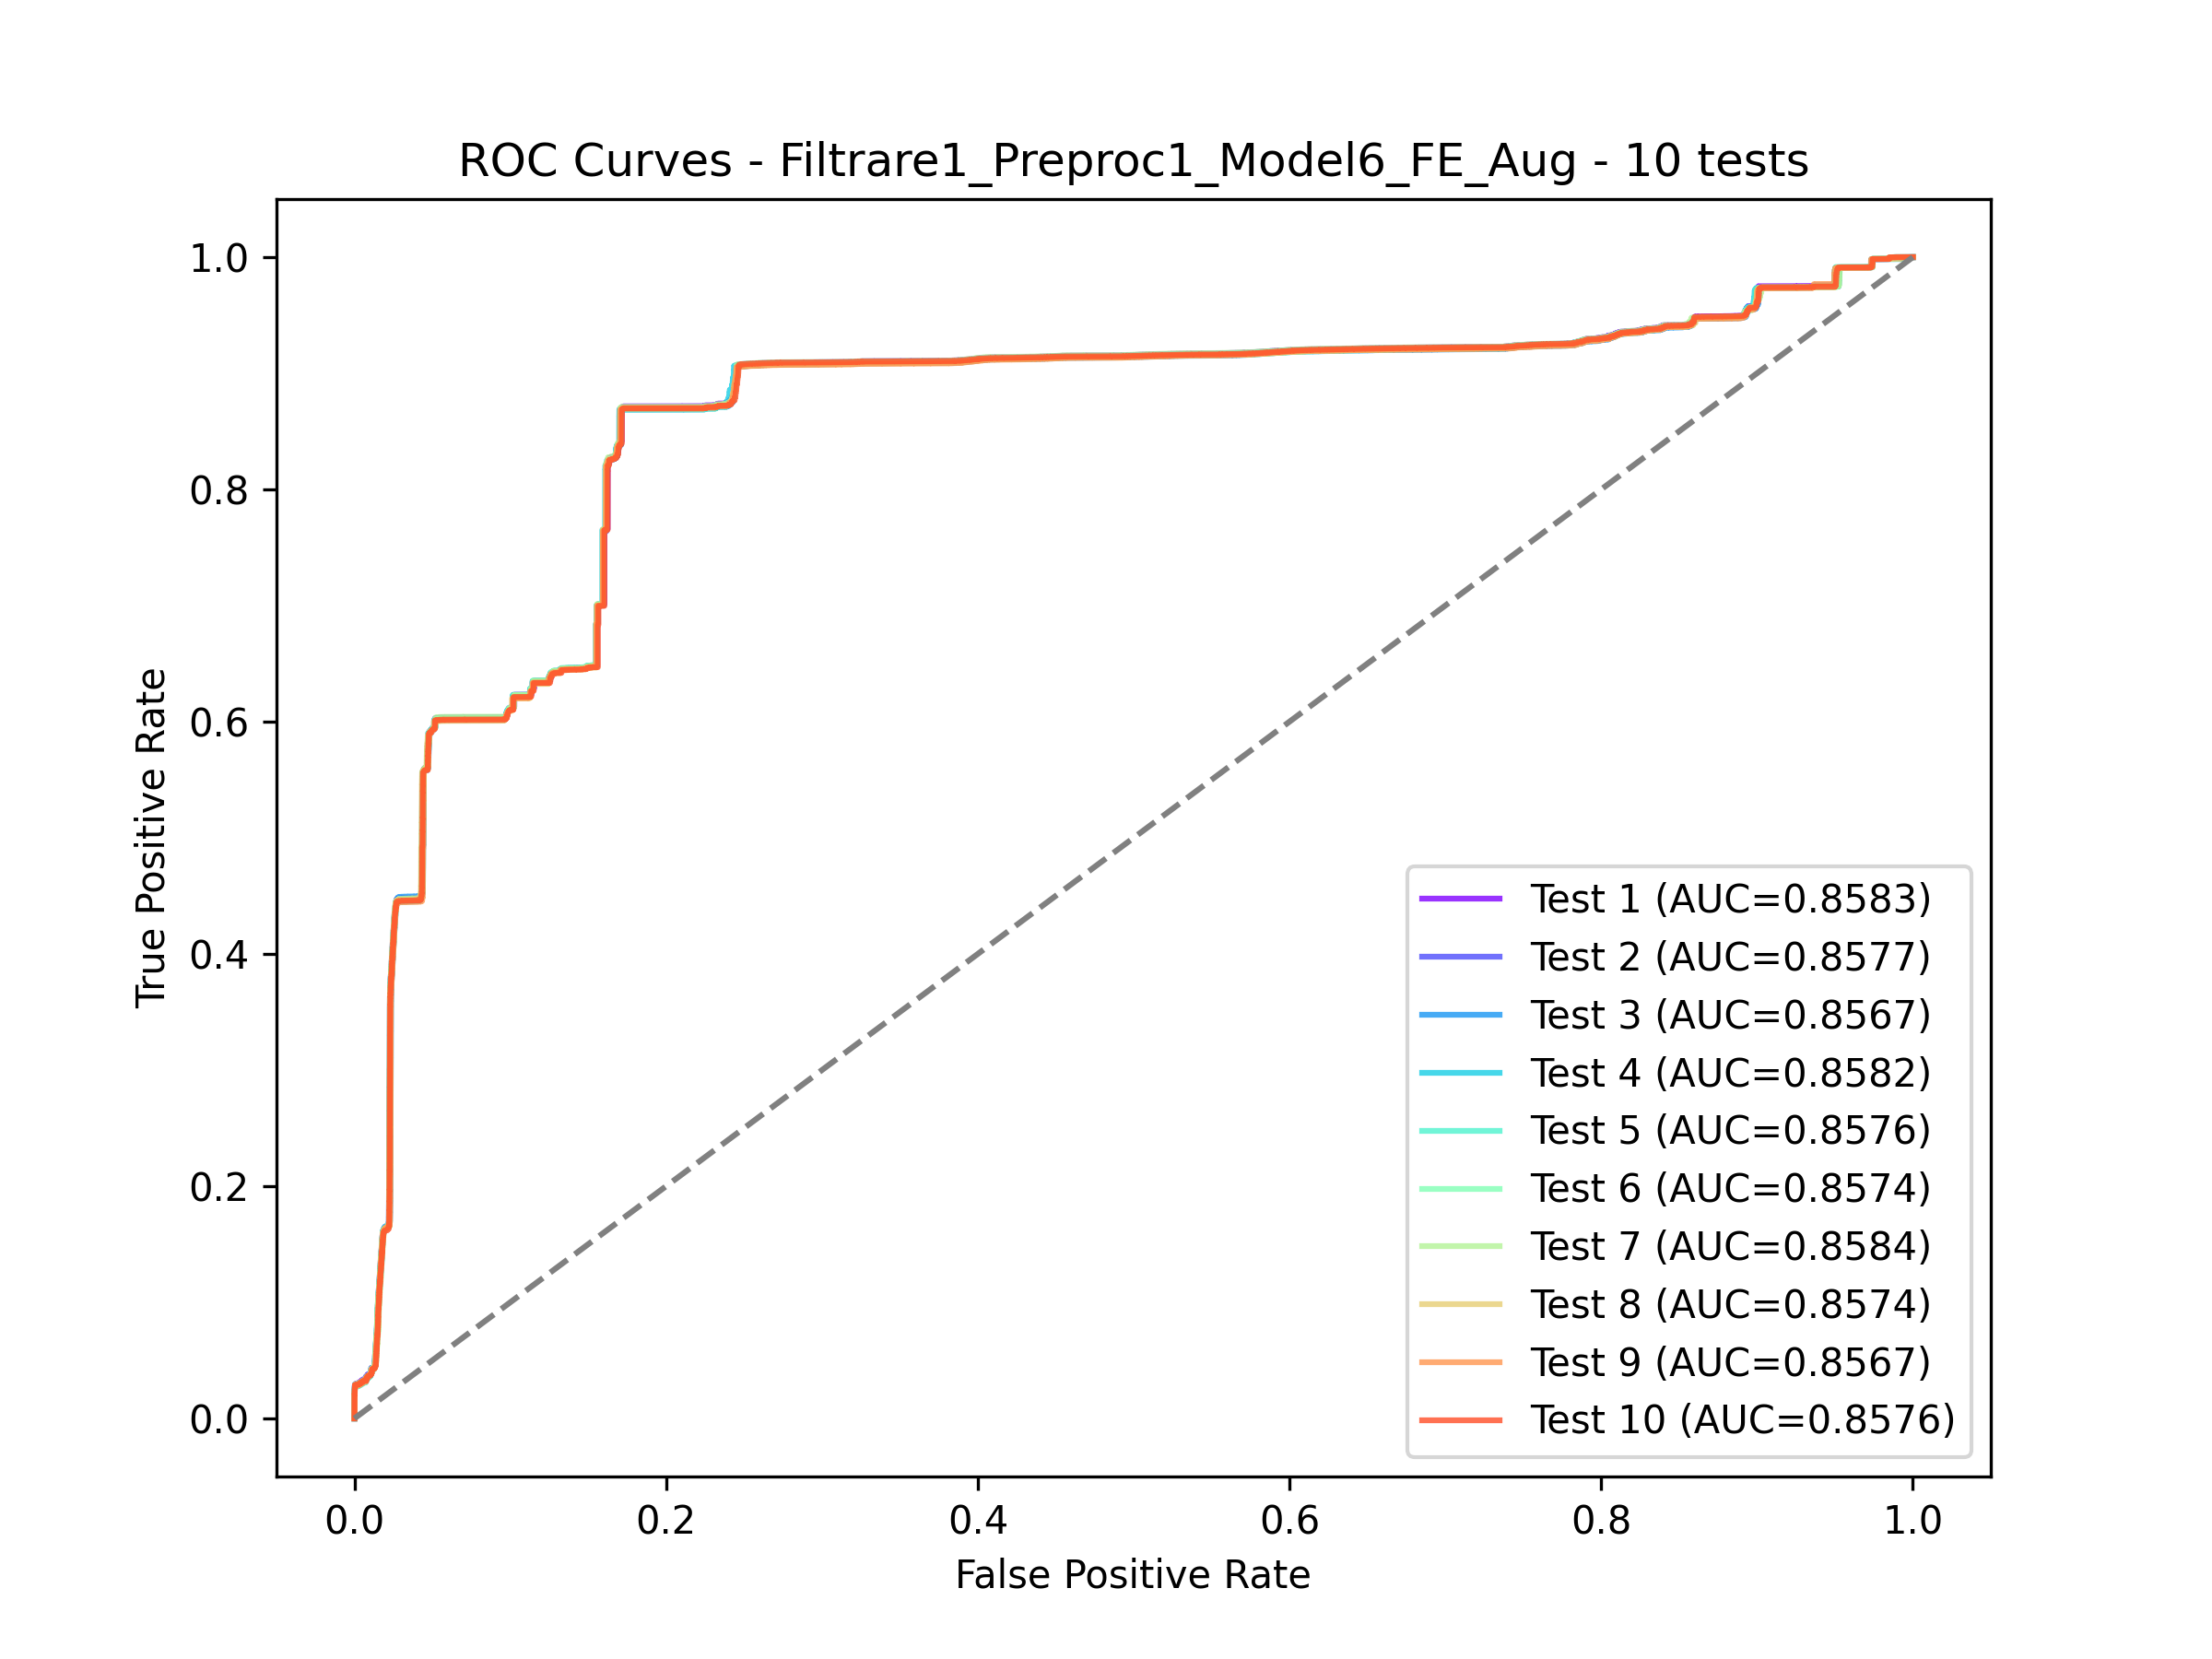 ROC Curves - Filtrare1_Preproc1_Model6_FE_Aug - 10 tests
True Positive Rate
1.0
0.8
0.6
0.4
0.2
0.0
Test 1 (AUC=0.8583)
Test 2 (AUC=0.8577)
Test 3 (AUC=0.8567)
Test 4 (AUC=0.8582)
Test 5 (AUC=0.8576)
Test 6 (AUC=0.8574)
Test 7 (AUC=0.8584)
Test 8 (AUC=0.8574)
Test 9 (AUC=0.8567)
Test 10 (AUC=0.8576)
0.0 0.2 0.4 0.6 0.8 1.0
False Positive Rate